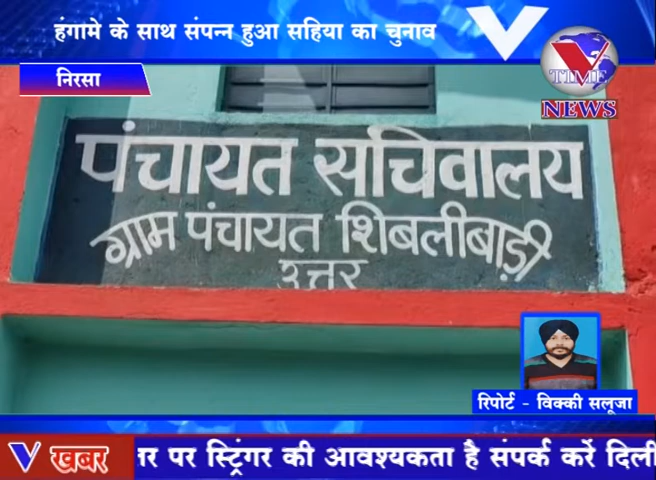 हंगामे के साथ संपन्न हुआ सहिया का चुनाव
निरसा
V TIME
NEWS
पंचायत सचिवालय
ग्राम पंचायत शिबलीबाड़ी
उत्तर
रिपोर्ट - विक्की सलूजा
V खबर
पर स्ट्रिंगर की आवश्यकता है संपर्क करें